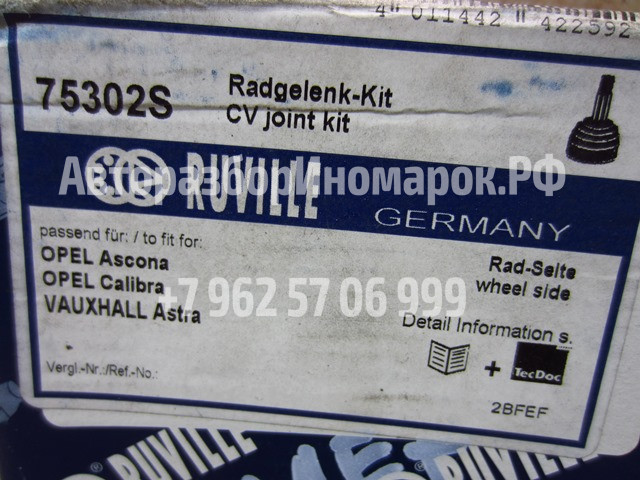 4 011442 422592
75302S
Radgelenk-Kit
CV joint kit
RUVILLE
GERMANY
АвторазборИномарок.РФ
passend für: / to fit for:
OPEL Ascona
OPEL Calibra
VAUXHALL Astra
Rad-Seite
wheel side
+7 962 57 06 999
Detail Information s.
+
TecDoc
Vergl.-Nr.:/Ref.-No.:
2BFEF
RUVILLE
RUVILLE